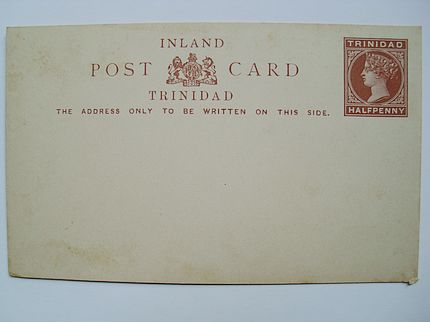 INLAND
POST CARD
TRINIDAD
THE ADDRESS ONLY TO BE WRITTEN ON THIS SIDE.
TRINIDAD
HALFPENNY